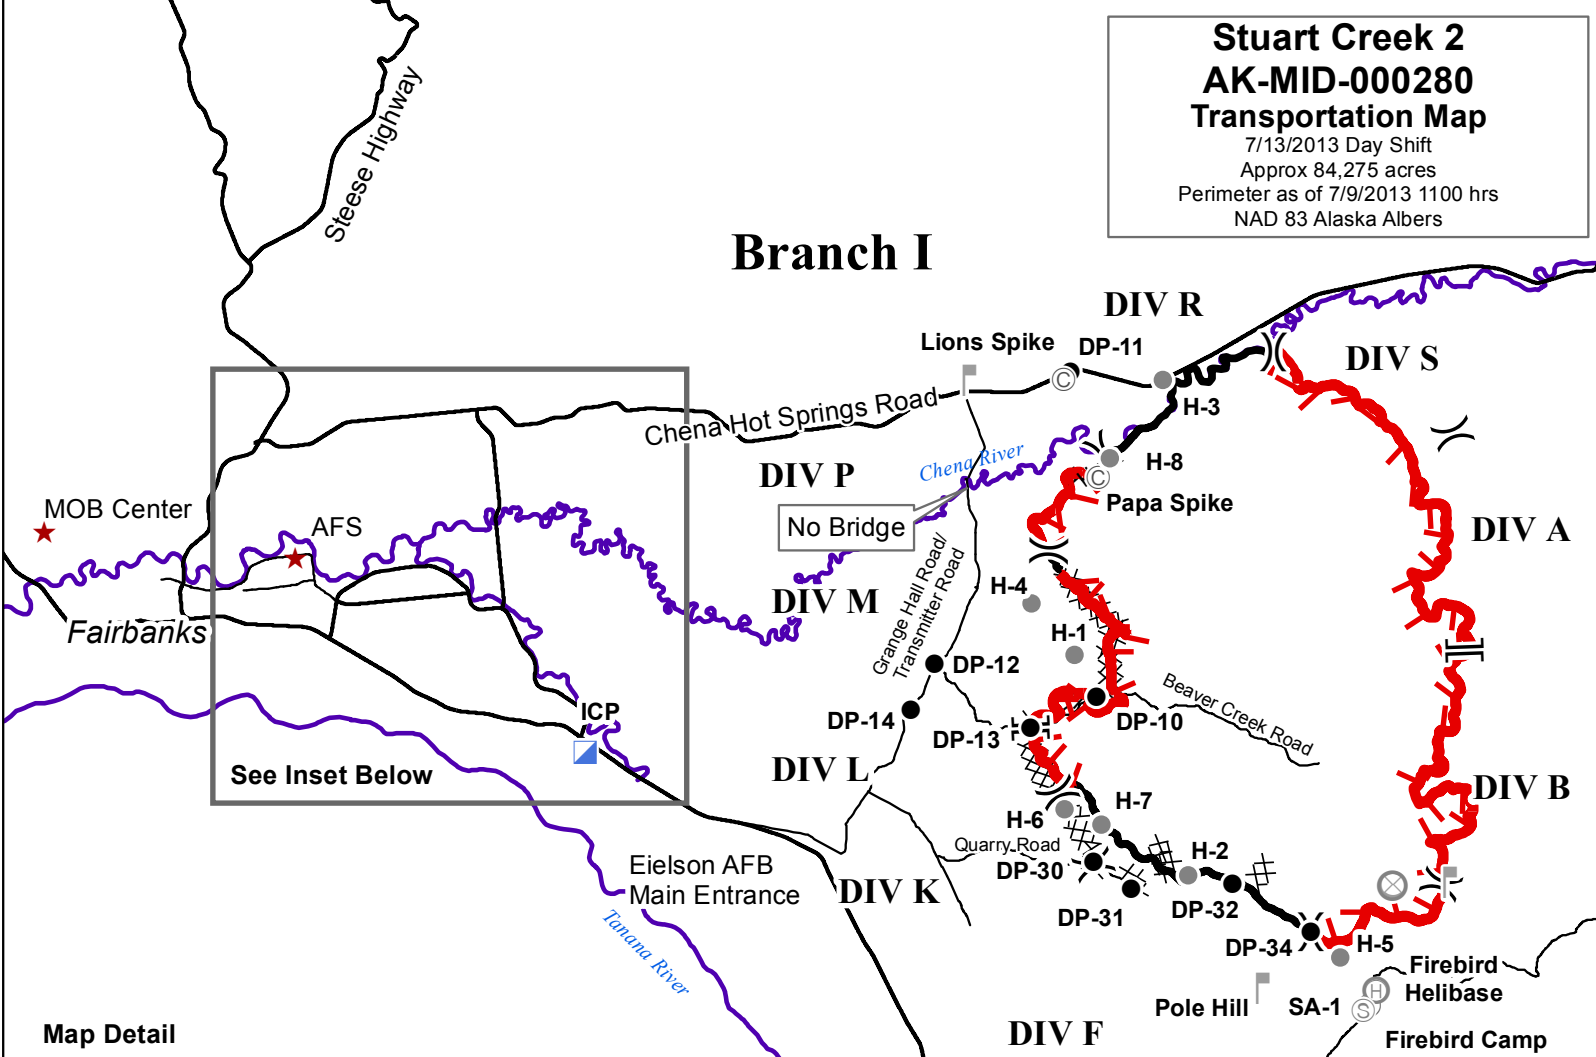 Stuart Creek 2
AK-MID-000280
Transportation Map
7/13/2013 Day Shift
Approx 84,275 acres
Perimeter as of 7/9/2013 1100 hrs
NAD 83 Alaska Albers
Steese Highway
Branch I
DIV R
Lions Spike
DP-11
DIV S
C
H-3
Chena Hot Springs Road
DIV P
Chena River
H-8
C
Papa Spike
MOB Center
AFS
No Bridge
DIV A
Grange Hall Road/
Transmitter Road
H-4
DIV M
Fairbanks
H-1
DP-12
Beaver Creek Road
ICP
DP-14
DP-13
DP-10
See Inset Below
DIV L
DIV B
H-6
H-7
Quarry Road
DP-30
H-2
Eielson AFB
Main Entrance
DIV K
DP-31
DP-32
Tanana River
DP-34
H-5
Firebird
Helibase
H
Pole Hill
SA-1
S
Map Detail
DIV F
Firebird Camp